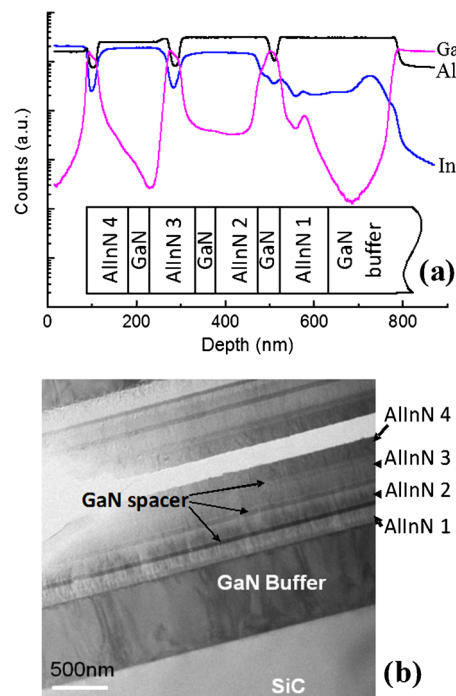 Ga
Al
In
Counts (a.u.)
AlInN 4
GaN
AlInN 3
GaN
AlInN 2
GaN
AlInN 1
GaN
buffer
(a)
0 200 400 600 800
Depth (nm)
AlInN 4
AlInN 3
AlInN 2
AlInN 1
GaN spacer
GaN Buffer
500nm
SiC
(b)